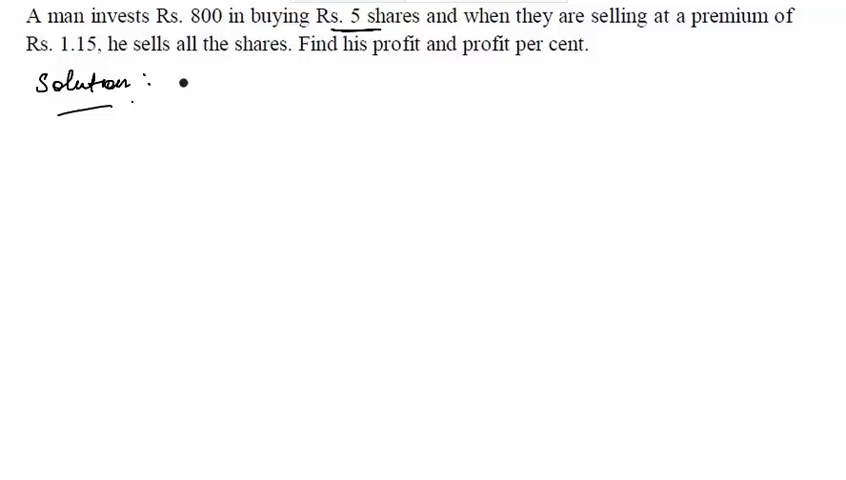 A man invests Rs. 800 in buying Rs. 5 shares and when they are selling at a premium of
Rs. 1.15, he sells all the shares. Find his profit and profit per cent.
Solution :